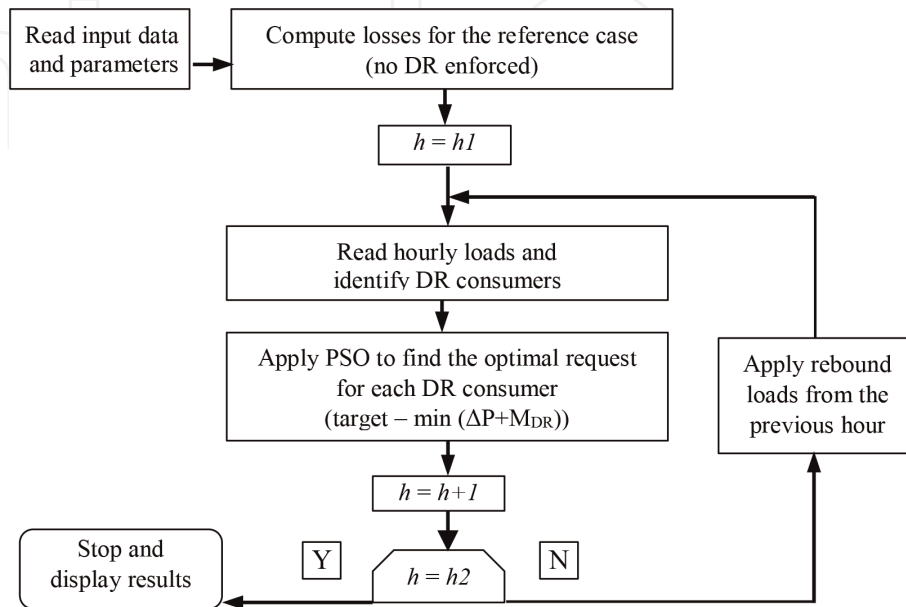 Read input data
and parameters
Compute losses for the reference case
(no DR enforced)
h = h1
Read hourly loads and
identify DR consumers
Apply PSO to find the optimal request
for each DR consumer
(target – min (ΔP+MDR))
Apply rebound
loads from the
previous hour
h = h+1
Stop and
display results
Y
h = h2
N